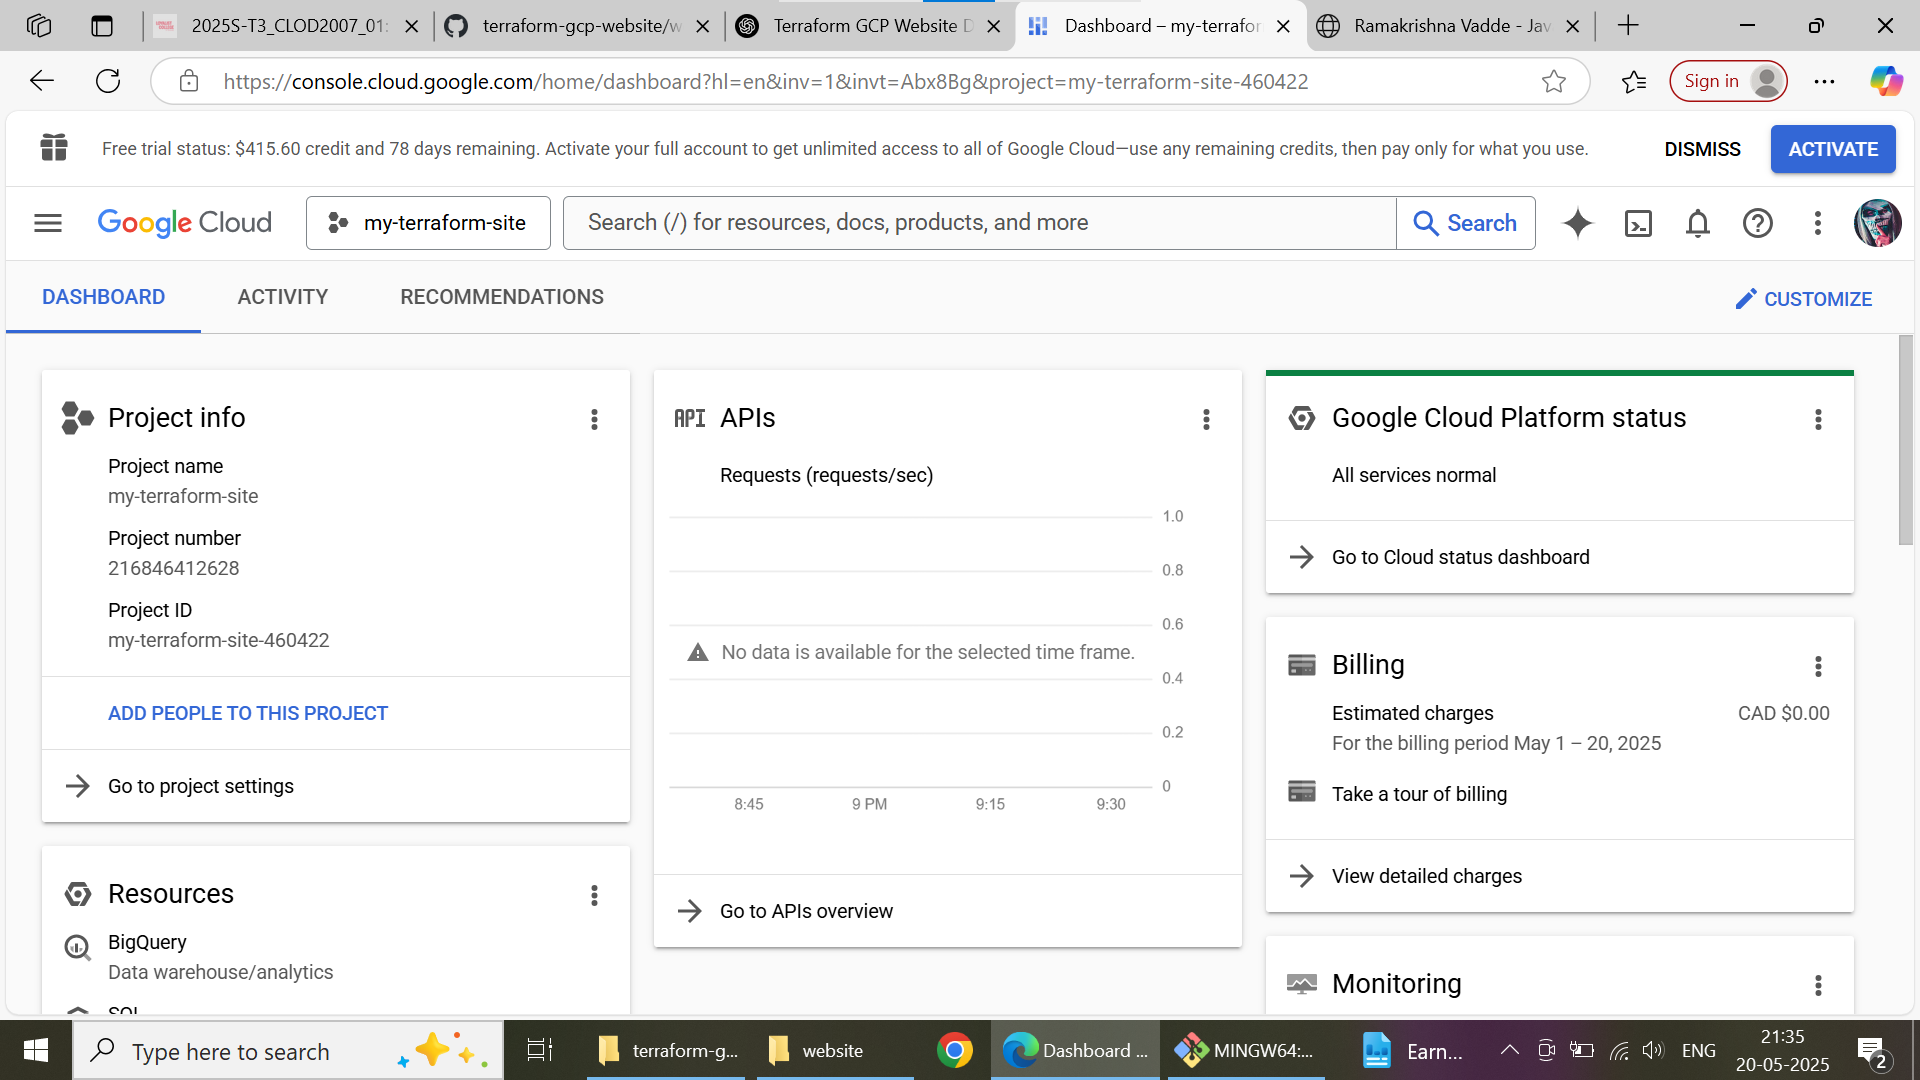 2025S-T3_CLOD2007_01:
terraform-gcp-website/w
Terraform GCP Website D
Dashboard – my-terrafor
Ramakrishna Vadde - Jav
https://console.cloud.google.com/home/dashboard?hl=en&inv=1&invt=Abx8Bg&project=my-terraform-site-460422
Sign in
Free trial status: $415.60 credit and 78 days remaining. Activate your full account to get unlimited access to all of Google Cloud—use any remaining credits, then pay only for what you use.
DISMISS
ACTIVATE
Google Cloud
my-terraform-site
Search (/) for resources, docs, products, and more
Search
DASHBOARD
ACTIVITY
RECOMMENDATIONS
CUSTOMIZE
Project info
Project name
my-terraform-site
Project number
216846412628
Project ID
my-terraform-site-460422
ADD PEOPLE TO THIS PROJECT
Go to project settings
Resources
BigQuery
Data warehouse/analytics
SQL
API APIs
Requests (requests/sec)
1.0
0.8
0.6
No data is available for the selected time frame.
0.4
0.2
0
8:45
9 PM
9:15
9:30
Go to APIs overview
Google Cloud Platform status
All services normal
Go to Cloud status dashboard
Billing
Estimated charges
CAD $0.00
For the billing period May 1 – 20, 2025
Take a tour of billing
View detailed charges
Monitoring
Type here to search
terraform-g...
website
Dashboard ...
MINGW64:...
Earn...
ENG
21:35
20-05-2025
2